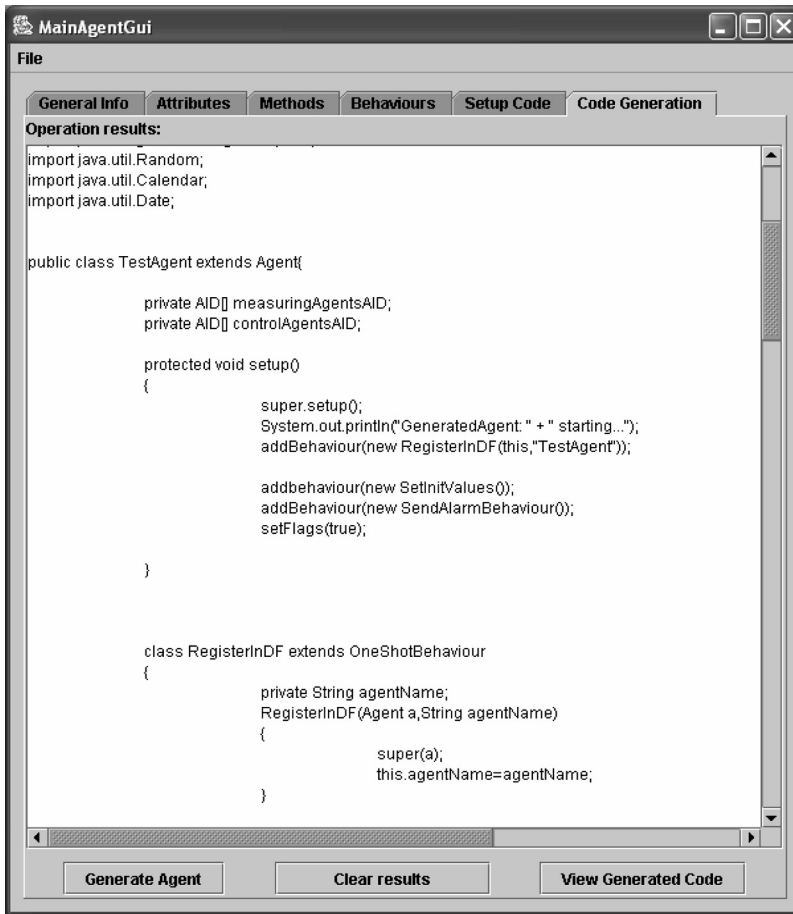 MainAgentGui
File
General Info Attributes Methods Behaviours Setup Code Code Generation
Operation results:
import java.util.Random;
import java.util.Calendar;
import java.util.Date;
public class TestAgent extends Agent{
private AID[] measuringAgentsAID;
private AID[] controlAgentsAID;
protected void setup()
{
super.setup();
System.out.println("GeneratedAgent: " + " starting...");
addBehaviour(new RegisterInDF(this,"TestAgent"));
addbehaviour(new SetInitValues());
addBehaviour(new SendAlarmBehaviour());
setFlags(true);
}
class RegisterInDF extends OneShotBehaviour
{
private String agentName;
RegisterInDF(Agent a,String agentName)
{
super(a);
this.agentName=agentName;
}
Generate Agent Clear results View Generated Code